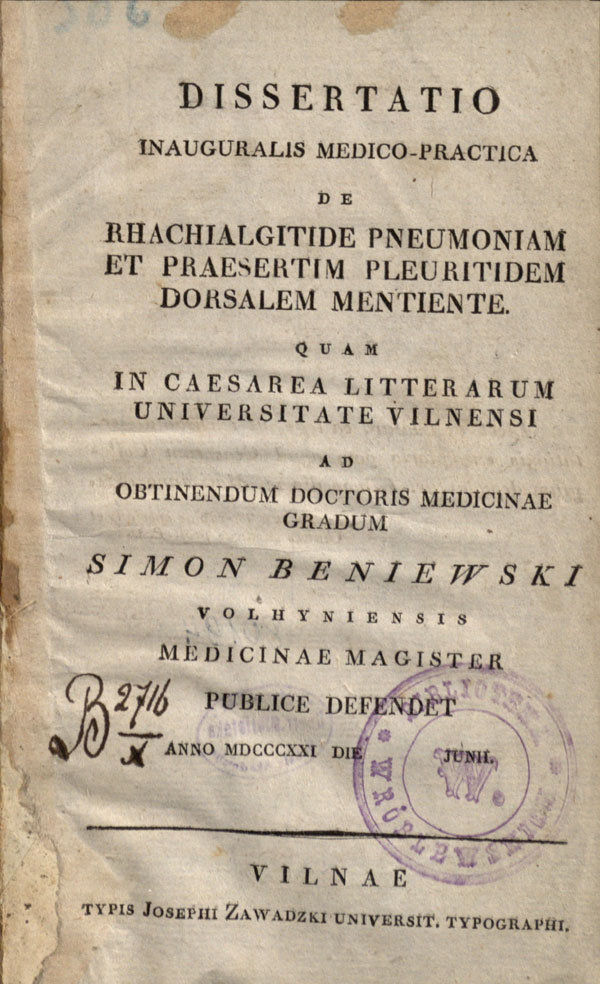 DISSERTATIO
INAUGURALIS MEDICO-PRACTICA
DE
RHACHIALGITIDE PNEUMONIAM
ET PRAESERTIM PLEURITIDEM
DORSALEM MENTIENTE.
QUAM
IN CAESAREA LITTERARUM
UNIVERSITATE VILNENSI
AD
OBTINENDUM DOCTORIS MEDICINAE
GRADUM
SIMON BENIEWSKI
VOLHYNIENSIS
MEDICINAE MAGISTER
PUBLICE DEFENDET
B 2716
X
ANNO MDCCCXXI DIE JUNII.
BIBLIOTEKA
W
VILNAE
TYPIS JOSEPHI ZAWADZKI UNIVERSIT. TYPOGRAPHI.